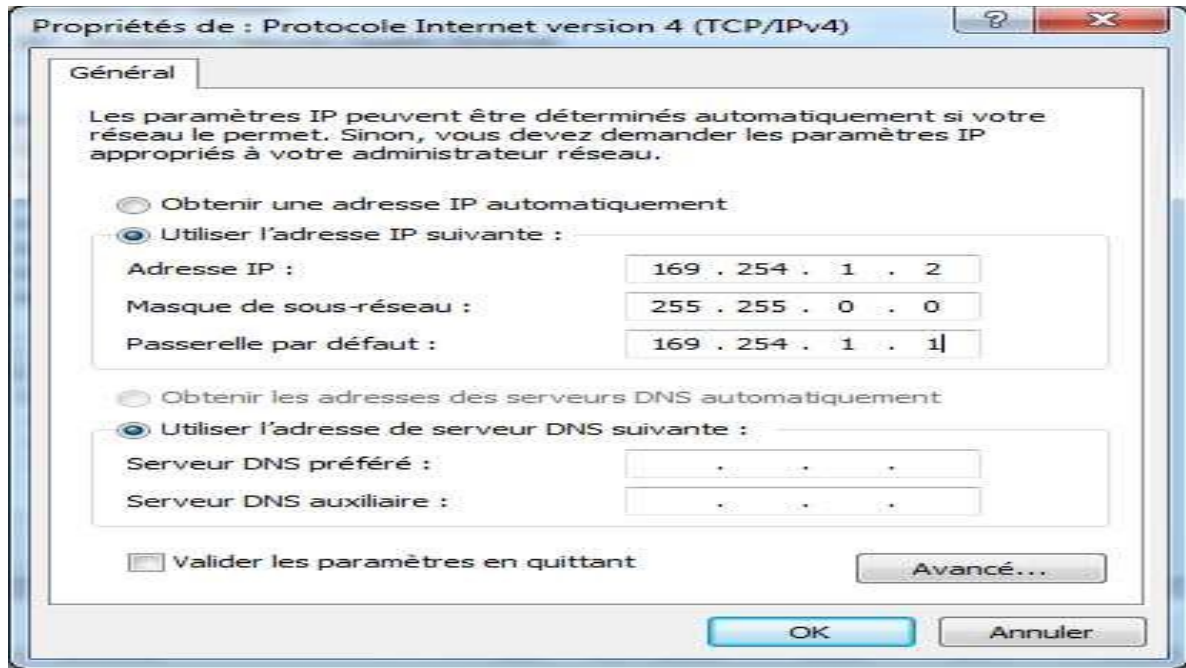 Propriétés de : Protocole Internet version 4 (TCP/IPv4)
?
Général
Les paramètres IP peuvent être déterminés automatiquement si votre
réseau le permet. Sinon, vous devez demander les paramètres IP
appropriés à votre administrateur réseau.
Obtenir une adresse IP automatiquement
Utiliser l'adresse IP suivante :
Adresse IP : 169 . 254 . 1 . 2
Masque de sous-réseau : 255 . 255 . 0 . 0
Passerelle par défaut : 169 . 254 . 1 . 1
Obtenir les adresses des serveurs DNS automatiquement
Utiliser l'adresse de serveur DNS suivante :
Serveur DNS préféré : . . .
Serveur DNS auxiliaire : . . .
Valider les paramètres en quittant
Avancé...
OK Annuler